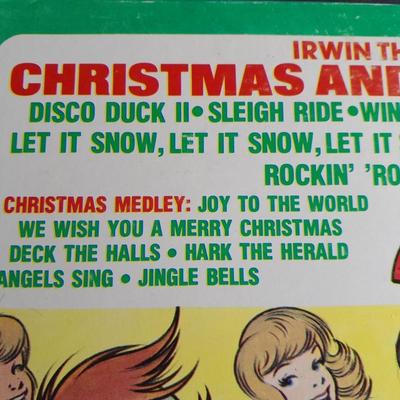 IRWIN TH
CHRISTMAS AND
DISCO DUCK II • SLEIGH RIDE • WIN
LET IT SNOW, LET IT SNOW, LET IT
ROCKIN' 'RO
CHRISTMAS MEDLEY: JOY TO THE WORLD
WE WISH YOU A MERRY CHRISTMAS
DECK THE HALLS • HARK THE HERALD
ANGELS SING • JINGLE BELLS